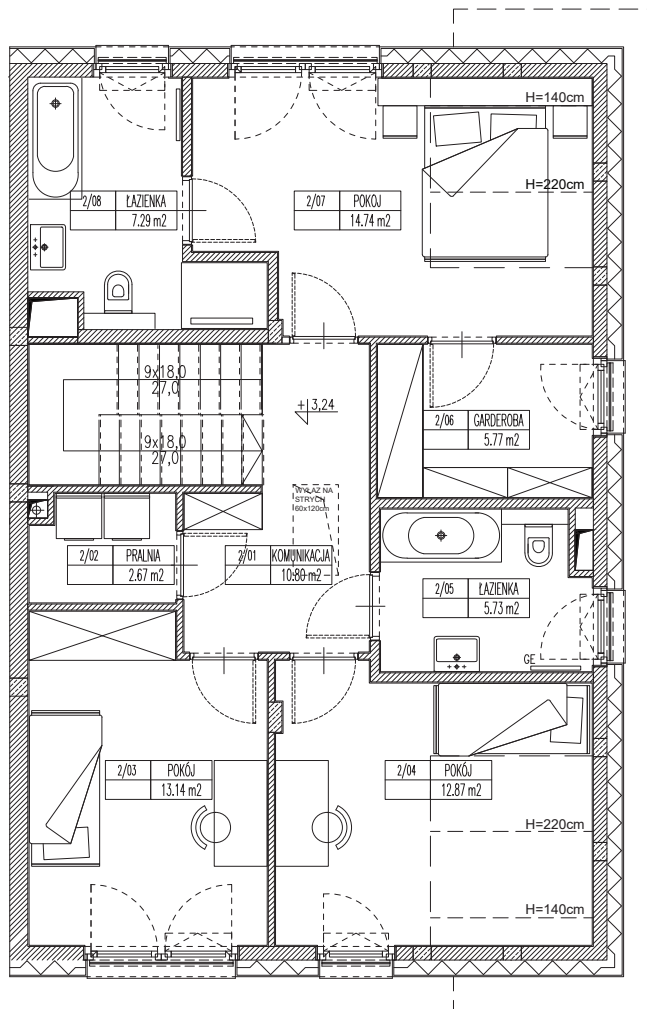 H=140cm
H=220cm
2/08 ŁAZIENKA
7.29 m2
2/07 POKÓJ
14.74 m2
9x18,0
27,0
+ 3,24
2/06 GARDEROBA
5.77 m2
9x18,0
27,0
WYŁAZ NA
STRYCH
60x120cm
2/02 PRALNIA
2.67 m2
2/01 KOMUNIKACJA
10.80 m2
2/05 ŁAZIENKA
5.73 m2
GE
2/03 POKÓJ
13.14 m2
2/04 POKÓJ
12.87 m2
H=220cm
H=140cm